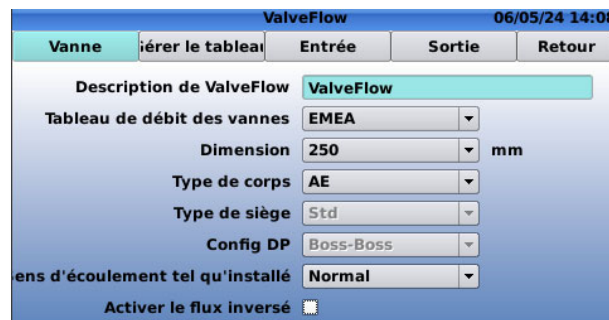 ValveFlow 06/05/24 14:08
Vanne érer le tableau Entrée Sortie Retour
Description de ValveFlow ValveFlow
Tableau de débit des vannes EMEA
Dimension 250 mm
Type de corps AE
Type de siège Std
Config DP Boss-Boss
ens d'écoulement tel qu'installé Normal
Activer le flux inversé